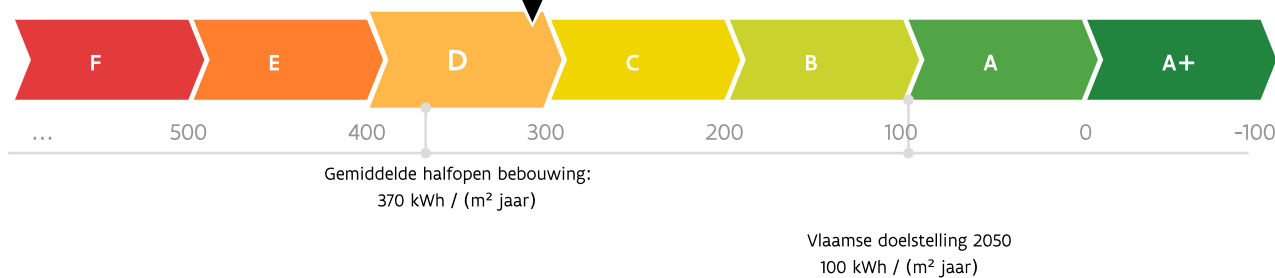 F E D C B A A+
... 500 400 300 200 100 0 -100
Gemiddelde halfopen bebouwing:
370 kWh / (m² jaar)
Vlaamse doelstelling 2050
100 kWh / (m² jaar)